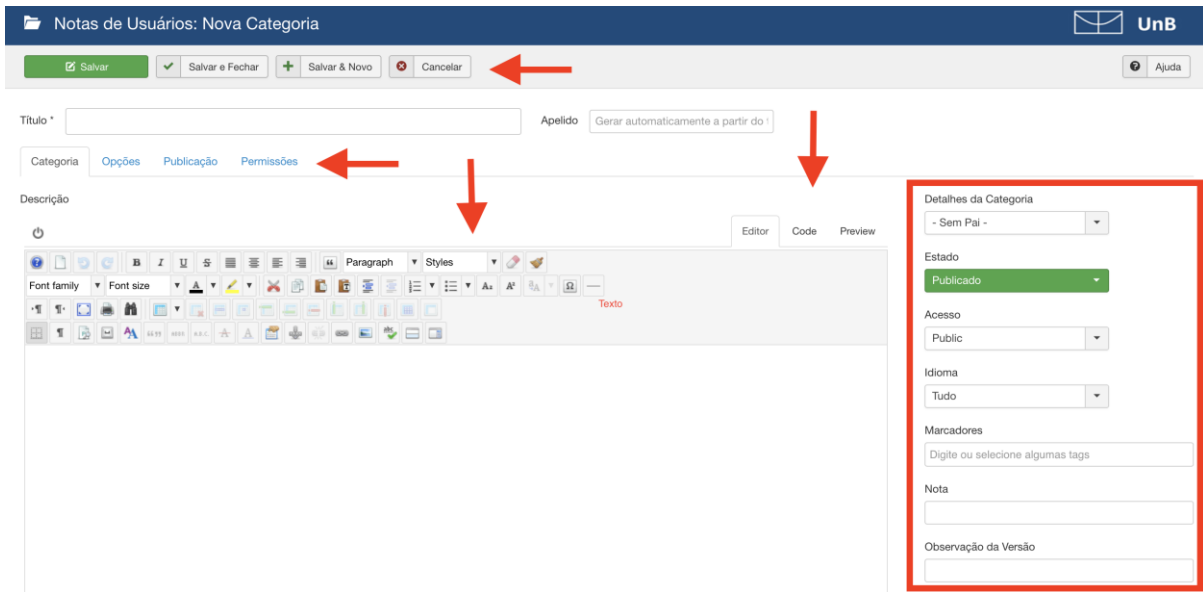 Notas de Usuários: Nova Categoria UnB
Salvar Salvar e Fechar Salvar & Novo Cancelar Ajuda
Título * Apelido Gerar automaticamente a partir do
Categoria Opções Publicação Permissões
Descrição
Editor Code Preview
B I U S Paragraph Styles
Font family Font size A
Texto
Detalhes da Categoria
- Sem Pai -
Estado
Publicado
Acesso
Public
Idioma
Tudo
Marcadores
Digite ou selecione algumas tags
Nota
Observação da Versão